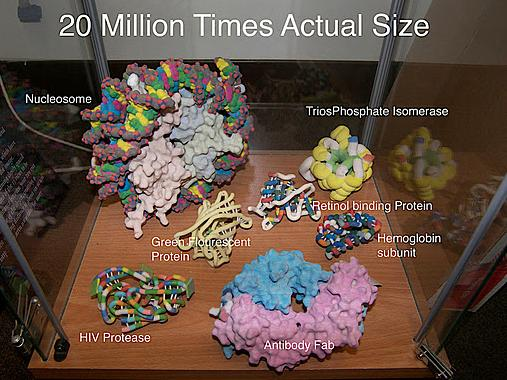 20 Million Times Actual Size
Nucleosome
TriosPhosphate Isomerase
Retinol binding Protein
Green Flourescent
Protein
Hemoglobin
subunit
HIV Protease
Antibody Fab